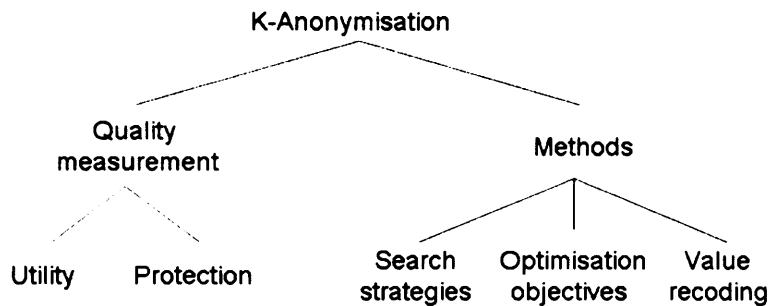 K-Anonymisation
Quality
measurement
Methods
Utility
Protection
Search
strategies
Optimisation
objectives
Value
recoding